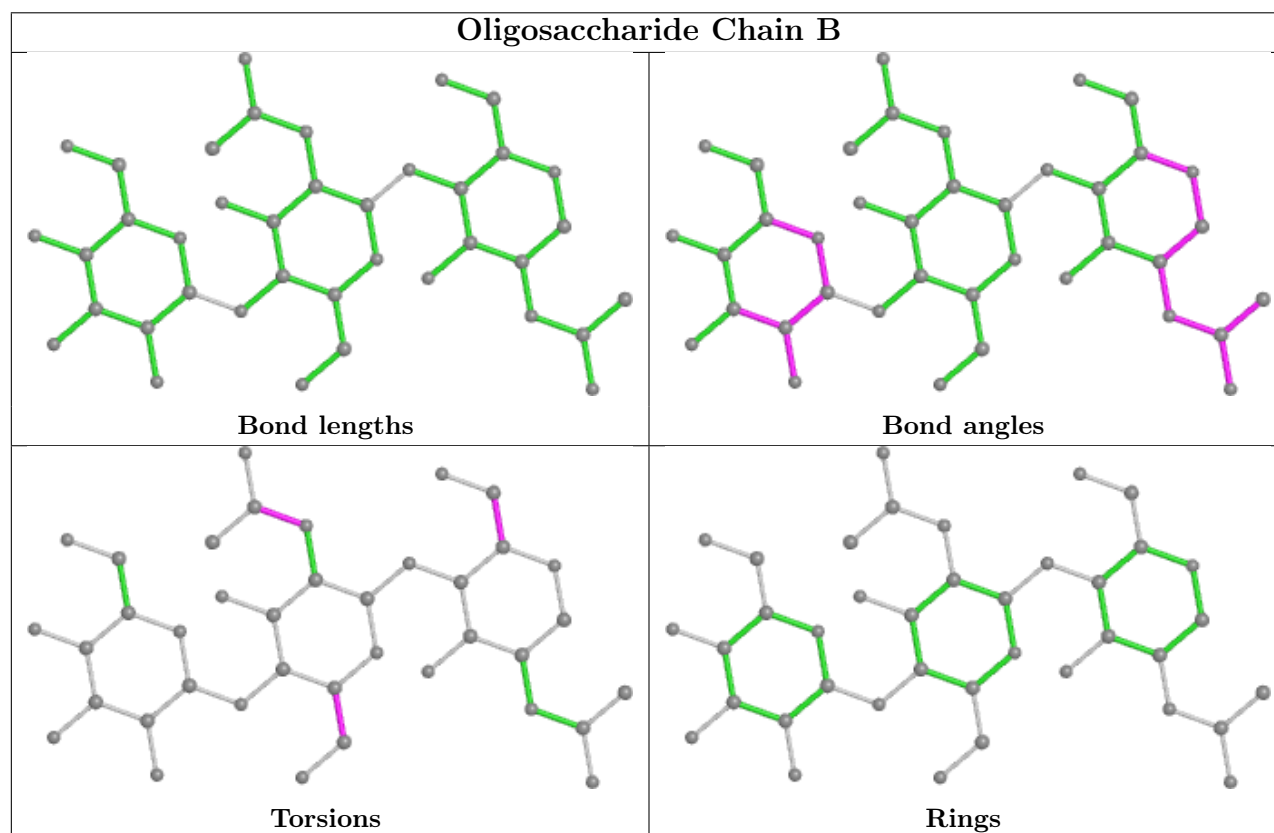 Oligosaccharide Chain B
Bond lengths
Bond angles
Torsions
Rings